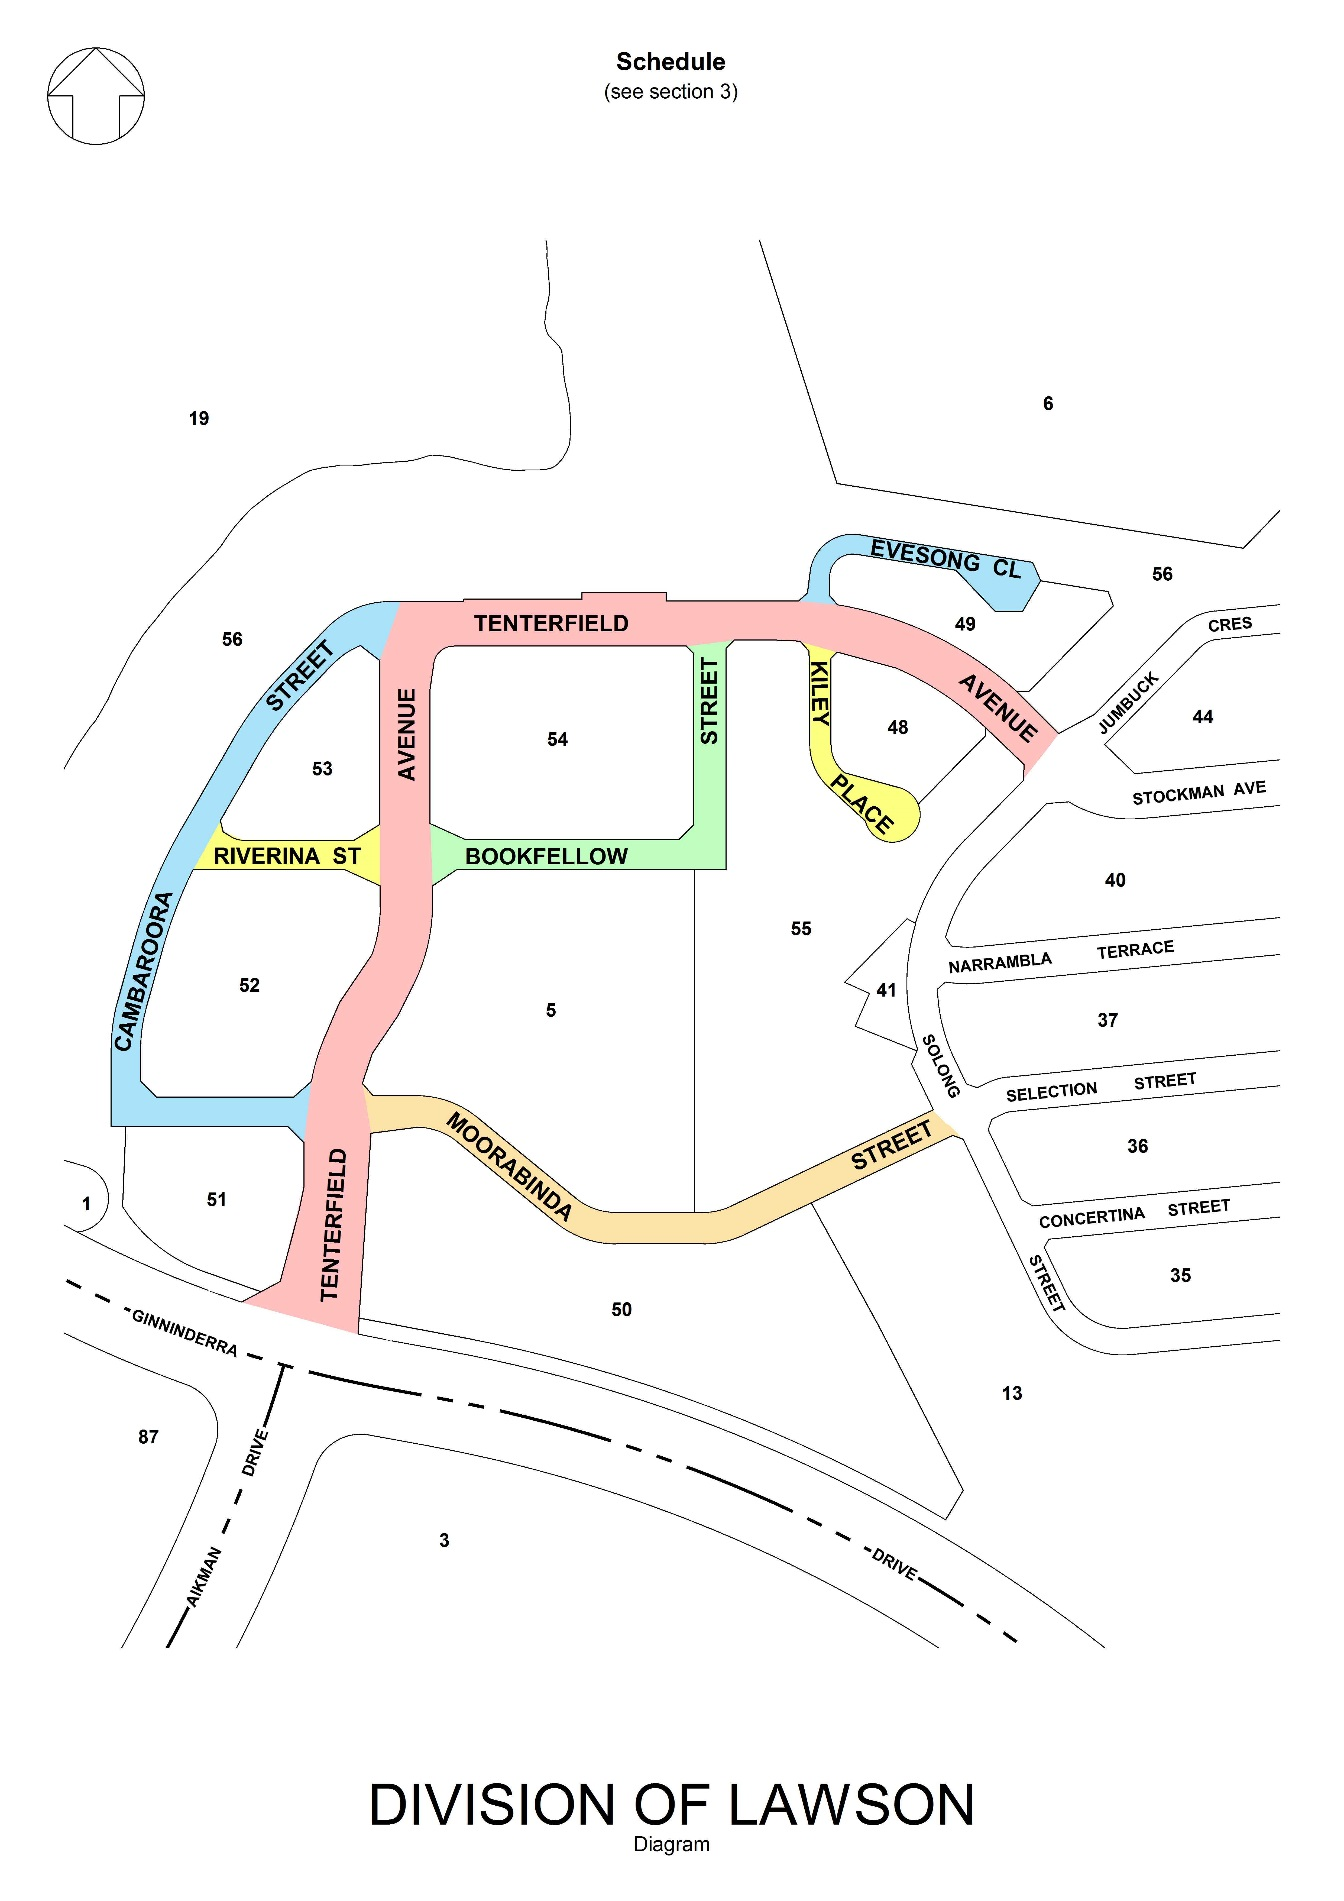 Schedule
(see section 3)
19
6
EVESONG CL
56
TENTERFIELD
49
CRES
56
STREET
KILEY
AVENUE
JUMBUCK
44
AVENUE
STREET
48
54
53
PLACE
STOCKMAN AVE
RIVERINA ST
BOOKFELLOW
40
CAMBAROORA
55
NARRAMBLA TERRACE
52
41
5
37
SOLONG
SELECTION STREET
MOORABINDA
STREET
36
TENTERFIELD
51
1
CONCERTINA STREET
STREET
35
50
GINNINDERRA
13
87
DRIVE
3
AIKMAN
DRIVE
DIVISION OF LAWSON
Diagram